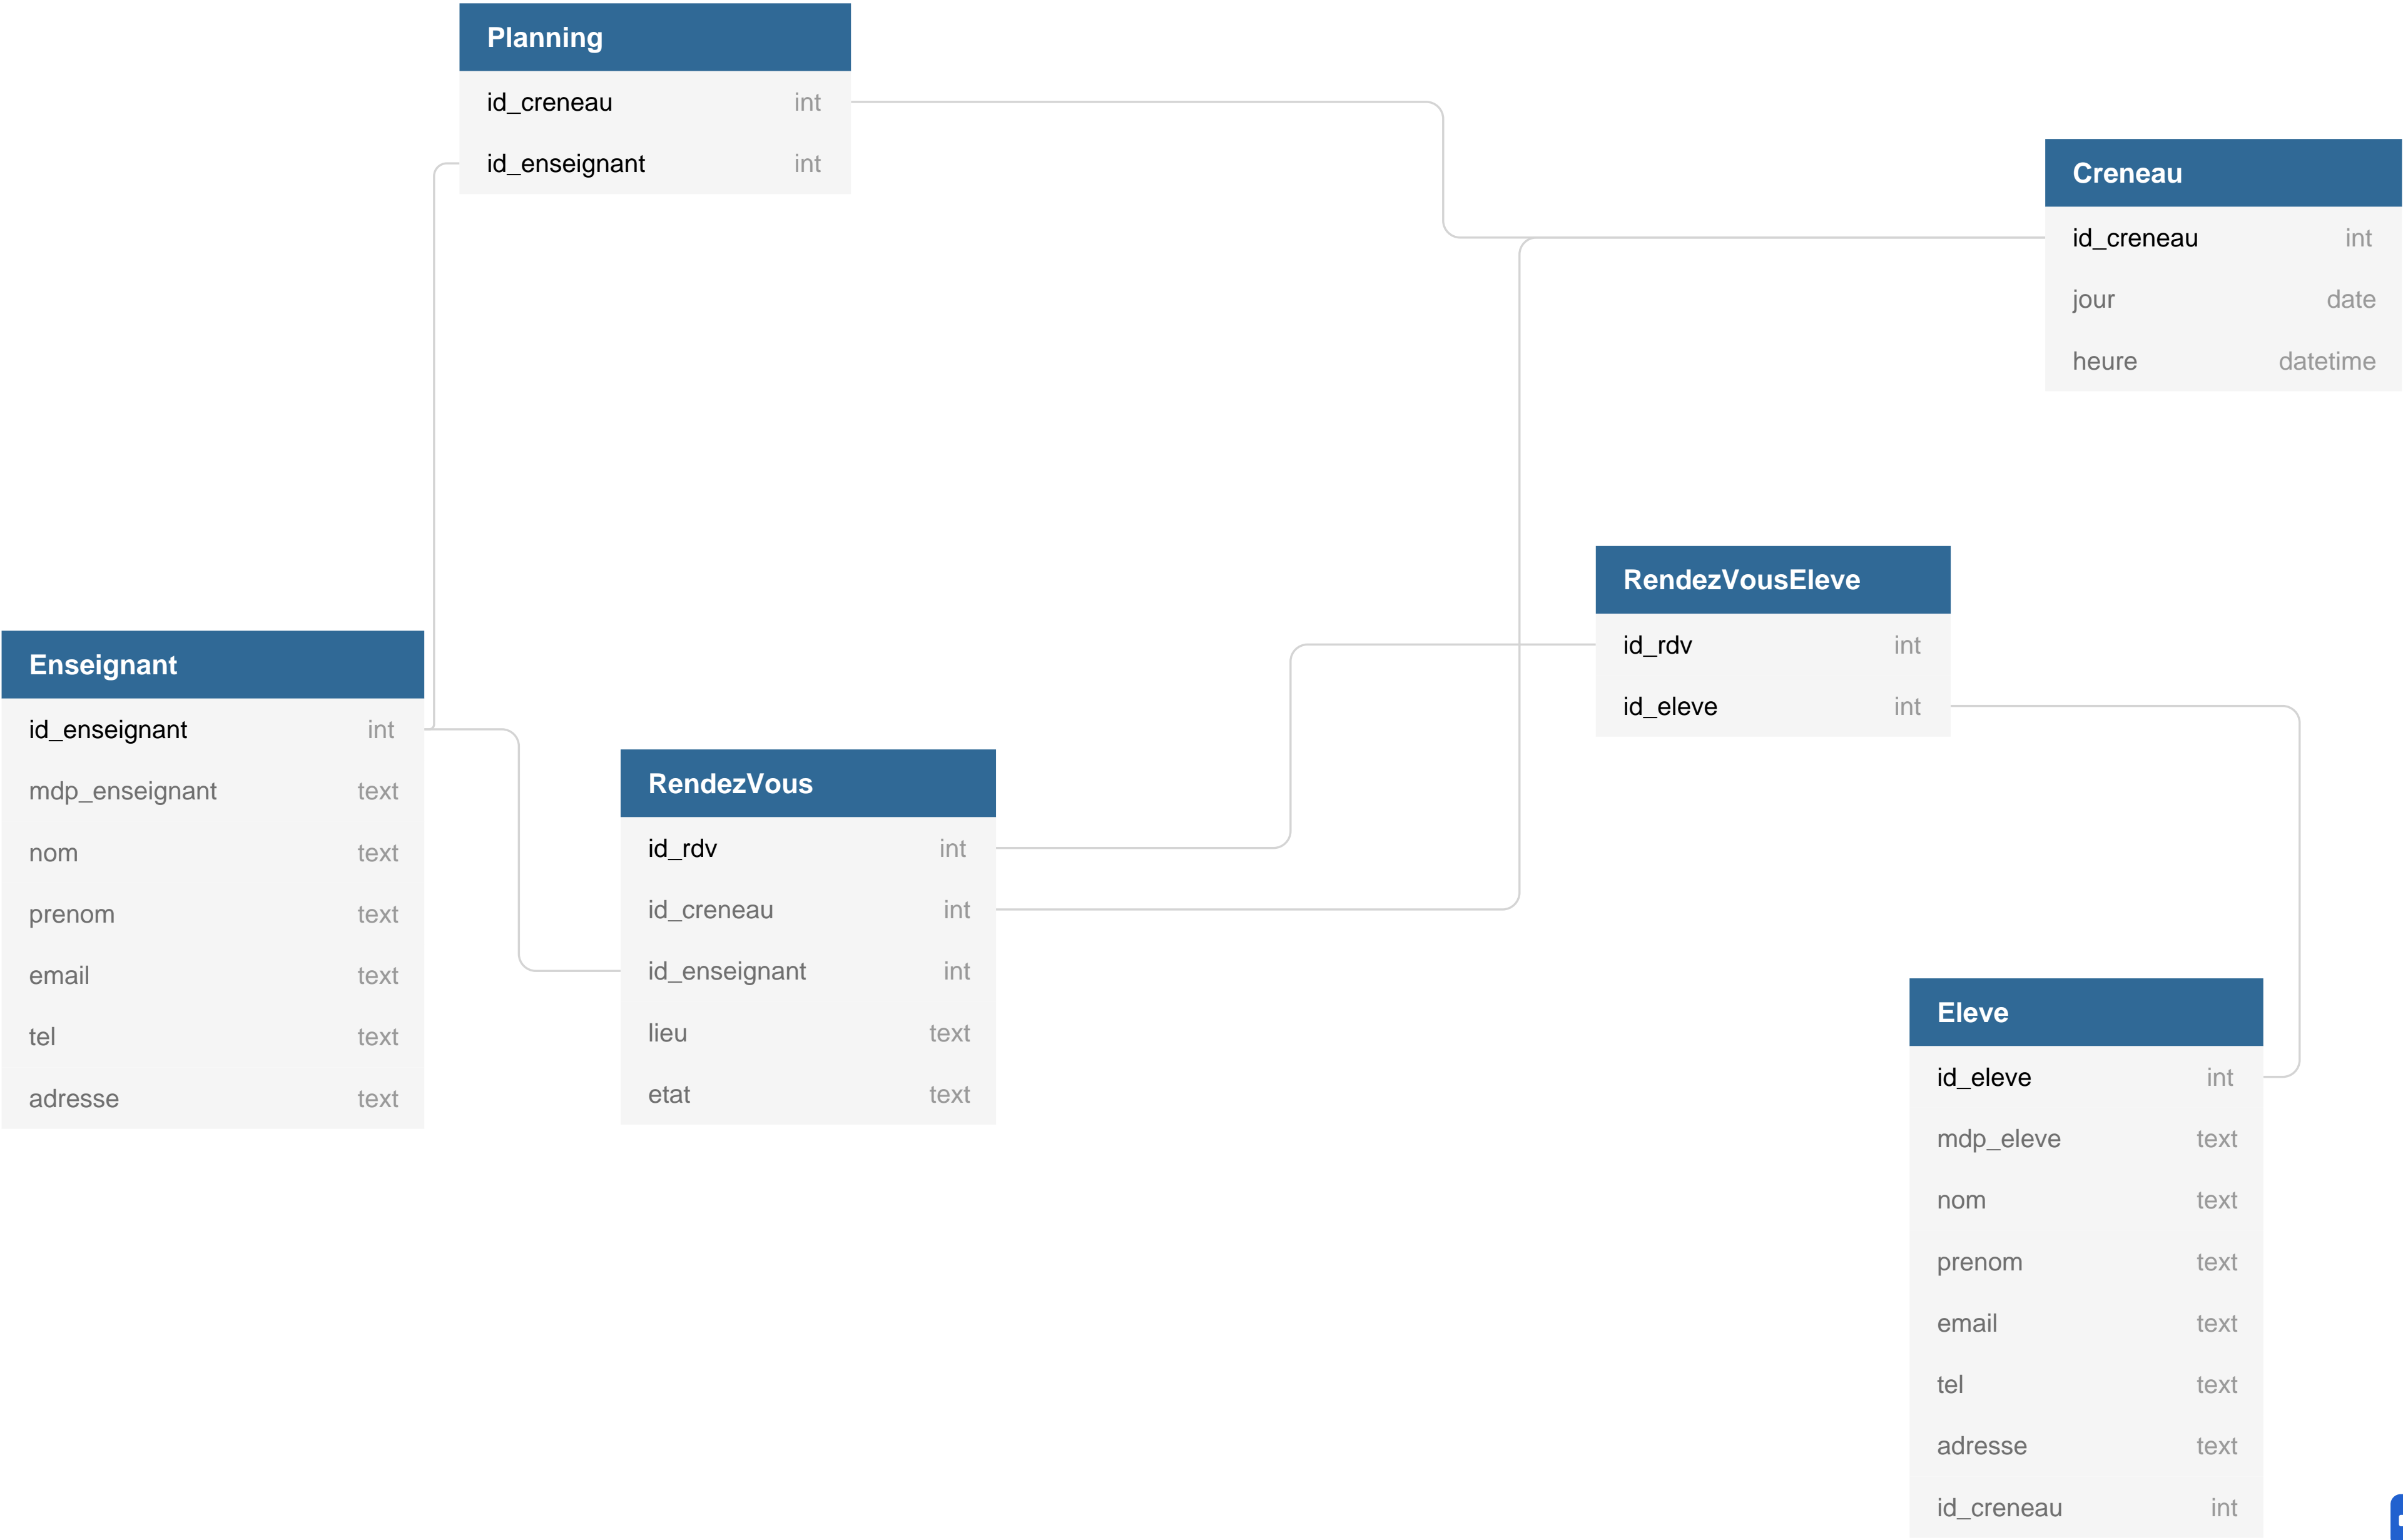 Planning
id_creneau int
id_enseignant int
Creneau
id_creneau int
jour date
heure datetime
RendezVousEleve
id_rdv int
id_eleve int
Enseignant
id_enseignant int
mdp_enseignant text
nom text
prenom text
email text
tel text
adresse text
RendezVous
id_rdv int
id_creneau int
id_enseignant int
lieu text
etat text
Eleve
id_eleve int
mdp_eleve text
nom text
prenom text
email text
tel text
adresse text
id_creneau int